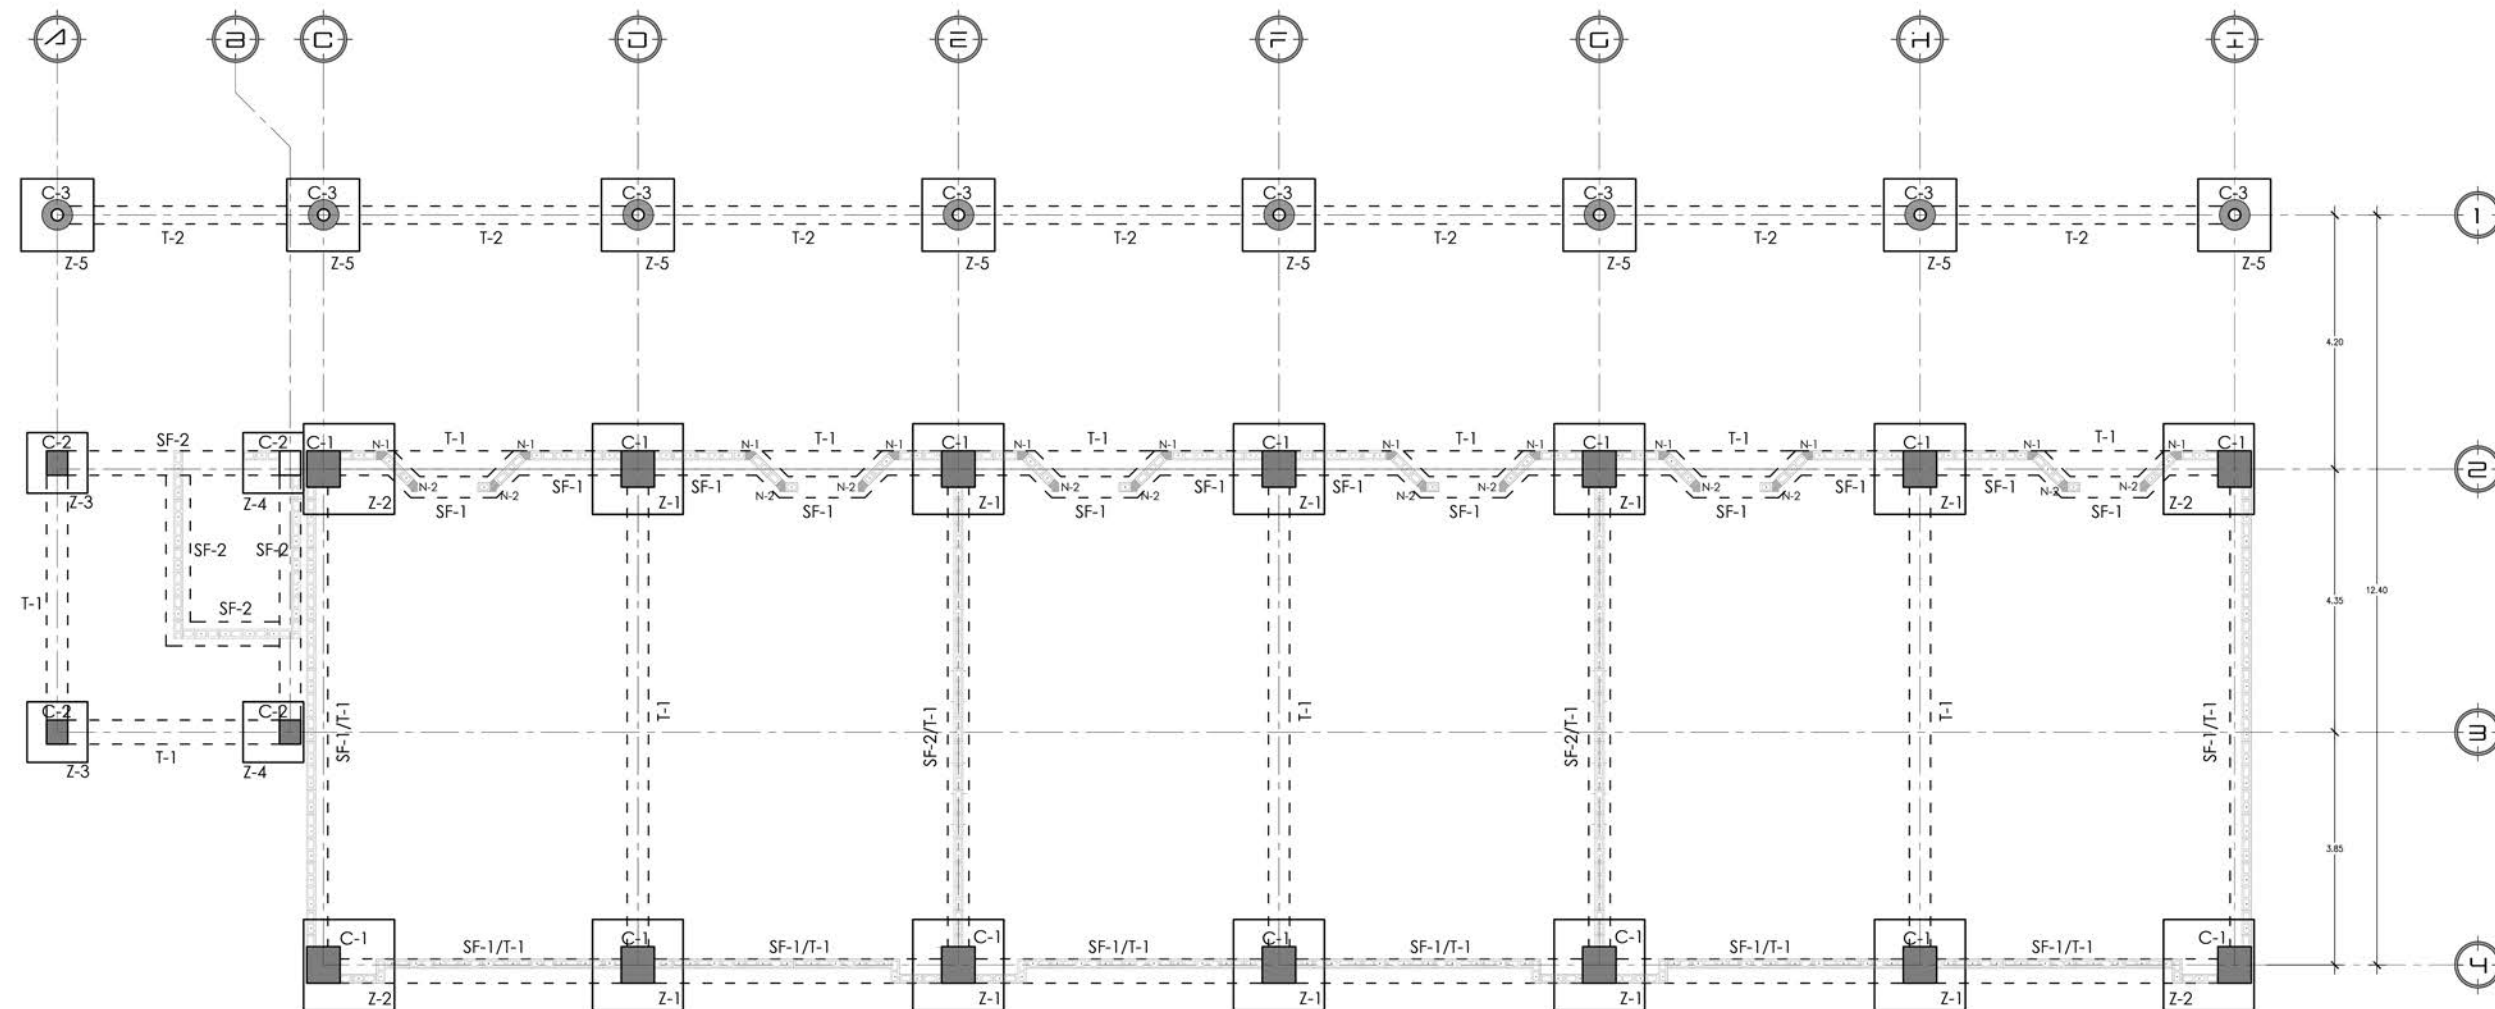 A B C D E F G H I
C-3 C-3 C-3 C-3 C-3 C-3 C-3 C-3
1
T-2 T-2 T-2 T-2 T-2 T-2 T-2
Z-5 Z-5 Z-5 Z-5 Z-5 Z-5 Z-5 Z-5
4.20
C-2 SF-2 C-2 C-1 N-1 T-1 N-1 C-1 N-1 T-1 N-1 C-1 N-1 T-1 N-1 C-1 N-1 T-1 N-1 C-1 N-1 T-1 N-1 C-1 N-1 T-1 N-1 C-1
2
N-2 N-2 SF-1 SF-1 N-2 N-2 N-2 N-2 SF-1 SF-1 N-2 N-2 N-2 N-2 SF-1 SF-1 N-2 N-2
Z-3 Z-4 Z-2 SF-1 Z-1 SF-1 Z-1 SF-1 Z-1 SF-1 Z-1 SF-1 Z-1 SF-1 Z-2
SF-2 SF-2
12.40
T-1 SF-2 4.35
C-2 C-2 SF-1/T-1 T-1 SF-2/T-1 T-1 SF-2/T-1 T-1 SF-1/T-1
3
T-1
Z-3 Z-4
3.85
C-1 SF-1/T-1 C-1 SF-1/T-1 C-1 SF-1/T-1 C-1 SF-1/T-1 C-1 SF-1/T-1 C-1 SF-1/T-1 C-1
4
Z-2 Z-1 Z-1 Z-1 Z-1 Z-1 Z-2